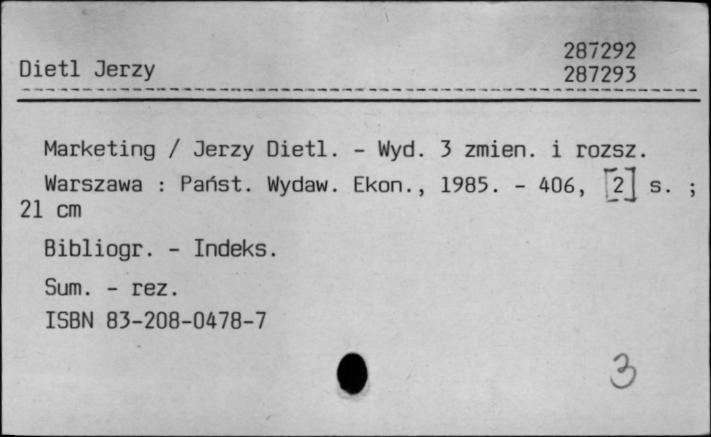 287292
Dietl Jerzy
287293
Marketing / Jerzy Dietl. - Wyd. 3 zmien. i rozsz.
Warszawa : Państ. Wydaw. Ekon., 1985. - 406, [2] s. ;
21 cm
Bibliogr. - Indeks.
Sum. - rez.
ISBN 83-208-0478-7
3